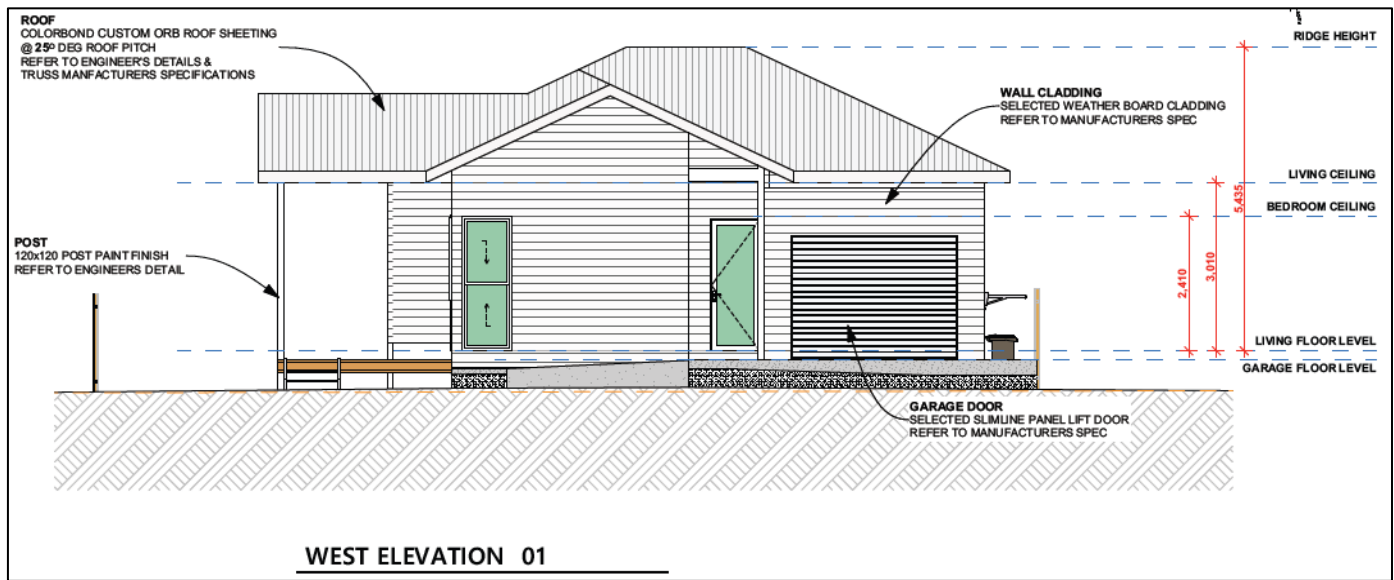 ROOF
COLORBOND CUSTOM ORB ROOF SHEETING
@ 25º DEG ROOF PITCH
REFER TO ENGINEER'S DETAILS &
TRUSS MANFACTURERS SPECIFICATIONS
RIDGE HEIGHT
WALL CLADDING
SELECTED WEATHER BOARD CLADDING
REFER TO MANUFACTURERS SPEC
LIVING CEILING
BEDROOM CEILING
5,435
3,010
2,410
POST
120x120 POST PAINT FINISH
REFER TO ENGINEERS DETAIL
LIVING FLOOR LEVEL
GARAGE FLOOR LEVEL
GARAGE DOOR
SELECTED SLIMLINE PANEL LIFT DOOR
REFER TO MANUFACTURERS SPEC
WEST ELEVATION 01